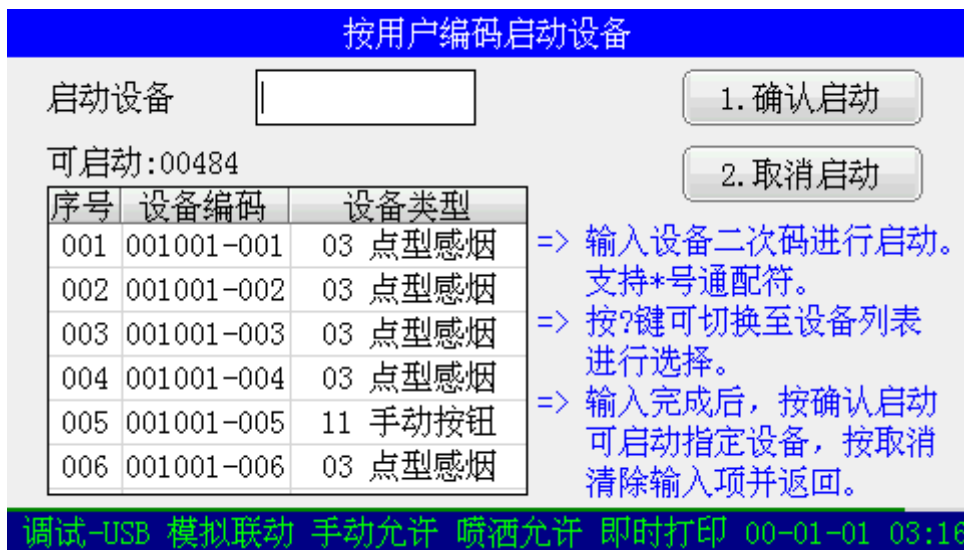 按用户编码启动设备
启动设备
1.确认启动
可启动:00484
2.取消启动
序号 设备编码 设备类型
001 001001-001 03 点型感烟
002 001001-002 03 点型感烟
003 001001-003 03 点型感烟
004 001001-004 03 点型感烟
005 001001-005 11 手动按钮
006 001001-006 03 点型感烟
=> 输入设备二次码进行启动。
支持*号通配符。
=> 按?键可切换至设备列表
进行选择。
=> 输入完成后，按确认启动
可启动指定设备，按取消
清除输入项并返回。
调试-USB 模拟联动 手动允许 喷洒允许 即时打印 00-01-01 03:16